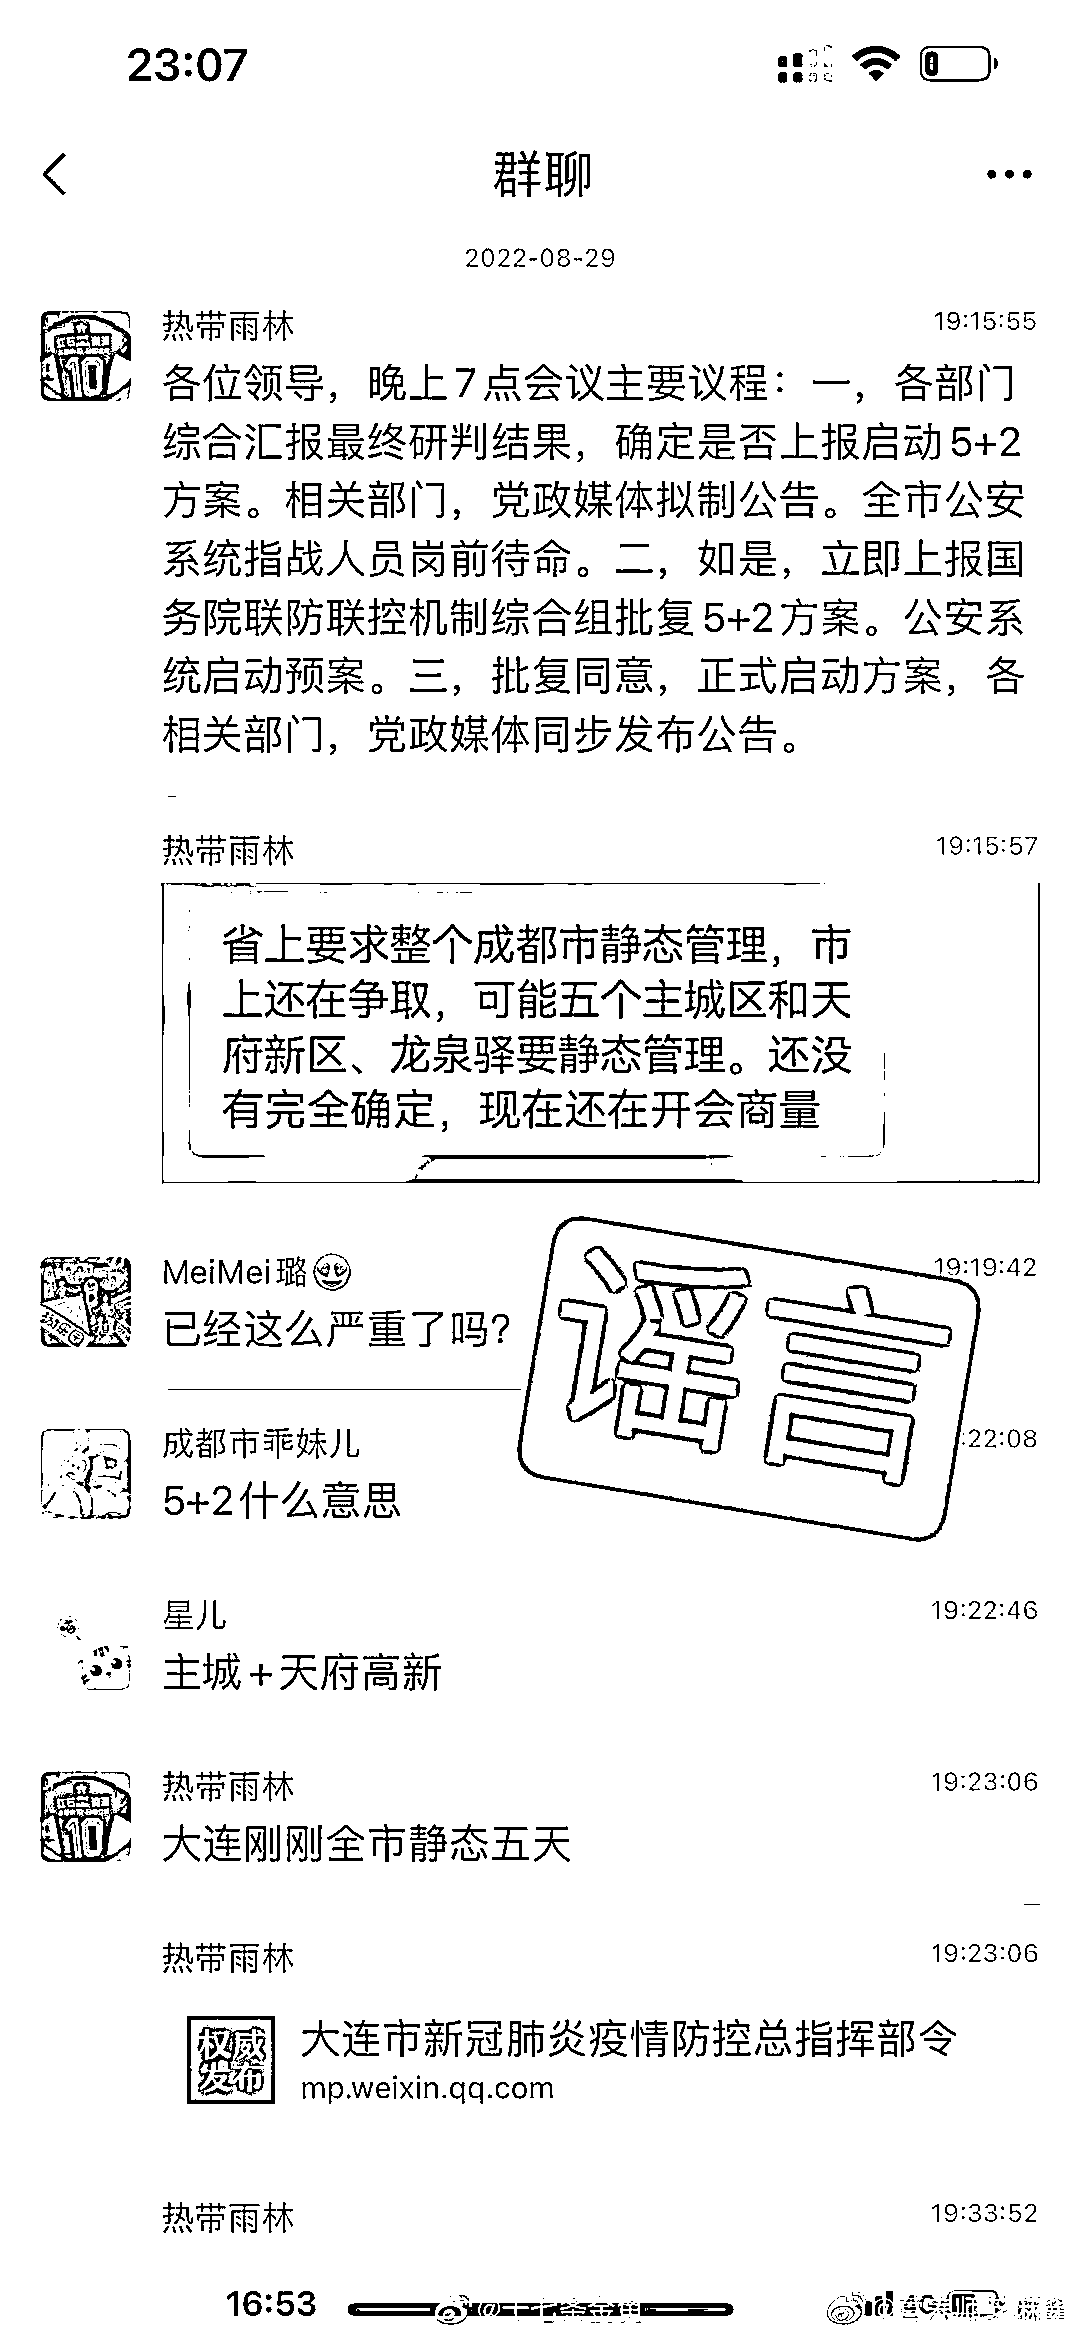 23:07
群聊
2022-08-29
热带雨林
19:15:55
各位领导，晚上7点会议主要议程：一，各部门
综合汇报最终研判结果，确定是否上报启动5+2
方案。相关部门，党政媒体拟制公告。全市公安
系统指战人员岗前待命。二，如是，立即上报国
务院联防联控机制综合组批复5+2方案。公安系
统启动预案。三，批复同意，正式启动方案，各
相关部门，党政媒体同步发布公告。
热带雨林
19:15:57
省上要求整个成都市静态管理，市
上还在争取，可能五个主城区和天
府新区、龙泉驿要静态管理。还没
有完全确定，现在还在开会商量
MeiMei璐
19:19:42
已经这么严重了吗？
谣言
成都市乖妹儿
:22:08
5+2什么意思
星儿
19:22:46
主城+天府高新
热带雨林
19:23:06
大连刚刚全市静态五天
热带雨林
19:23:06
权威
发布
大连市新冠肺炎疫情防控总指挥部令
mp.weixin.qq.com
热带雨林
19:33:52
16:53
4G